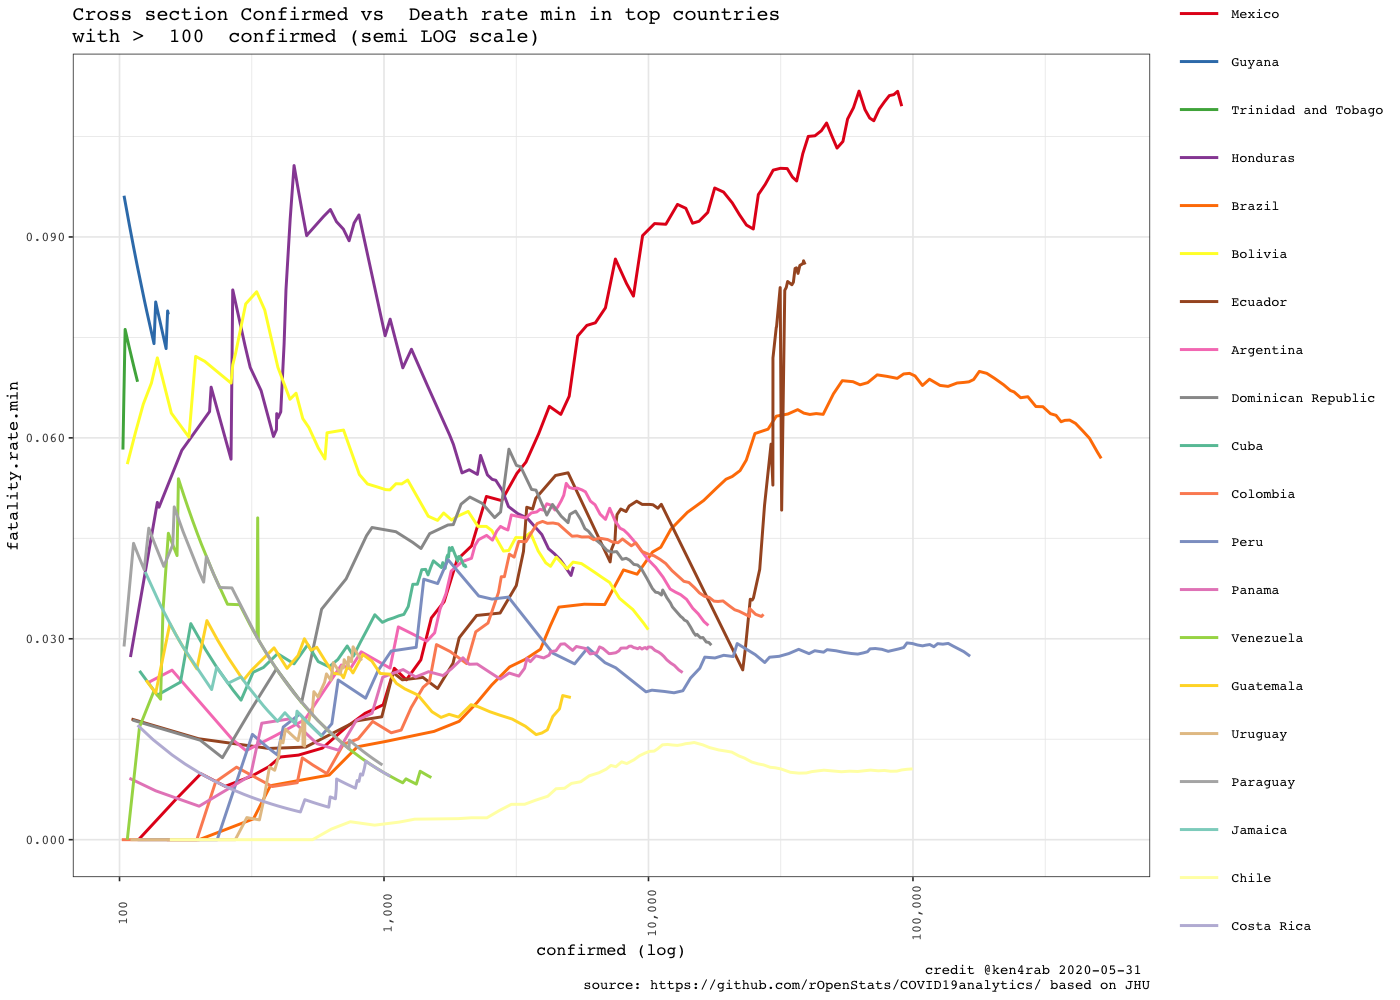 Cross section Confirmed vs  Death rate min in top countries
with >  100  confirmed (semi LOG scale)
fatality.rate.min
0.090
0.060
0.030
0.000
100
1,000
10,000
100,000
confirmed (log)
Mexico
Guyana
Trinidad and Tobago
Honduras
Brazil
Bolivia
Ecuador
Argentina
Dominican Republic
Cuba
Colombia
Peru
Panama
Venezuela
Guatemala
Uruguay
Paraguay
Jamaica
Chile
Costa Rica
credit @ken4rab 2020-05-31
source: https://github.com/rOpenStats/COVID19analytics/ based on JHU